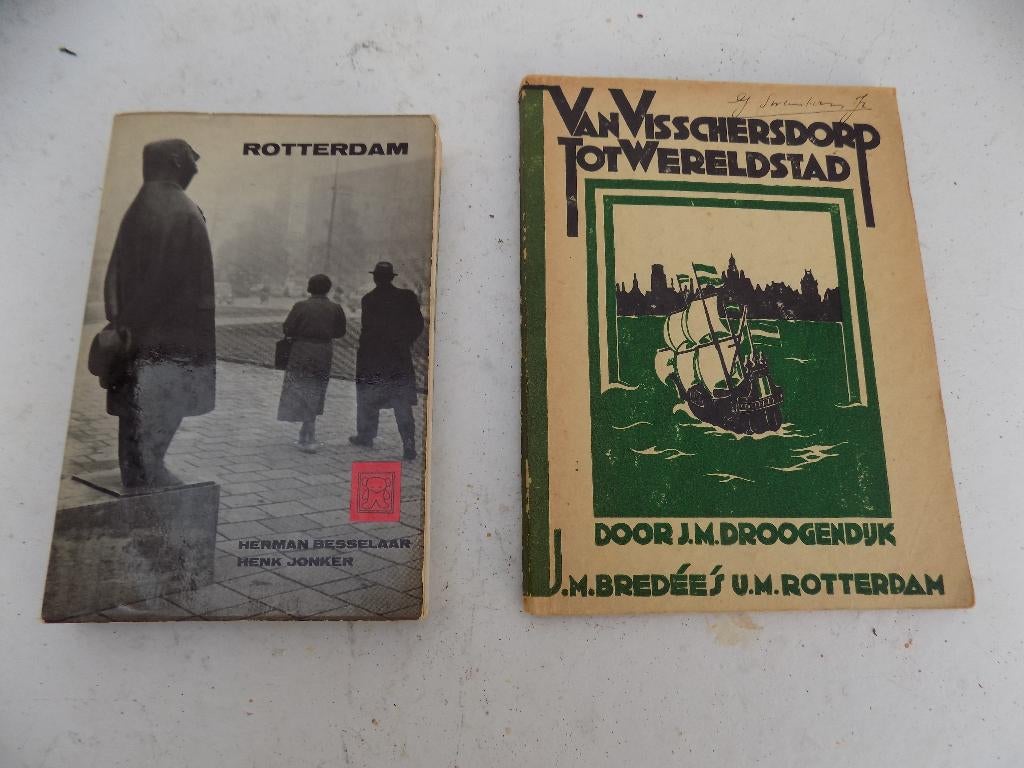 ROTTERDAM
HERMAN BESSELAAR
HENK JONKER
VAN VISSCHERSDORP
TOT WERELDSTAD
DOOR J.M. DROOGENDIJK
J.M. BREDÉE'S U.M. ROTTERDAM